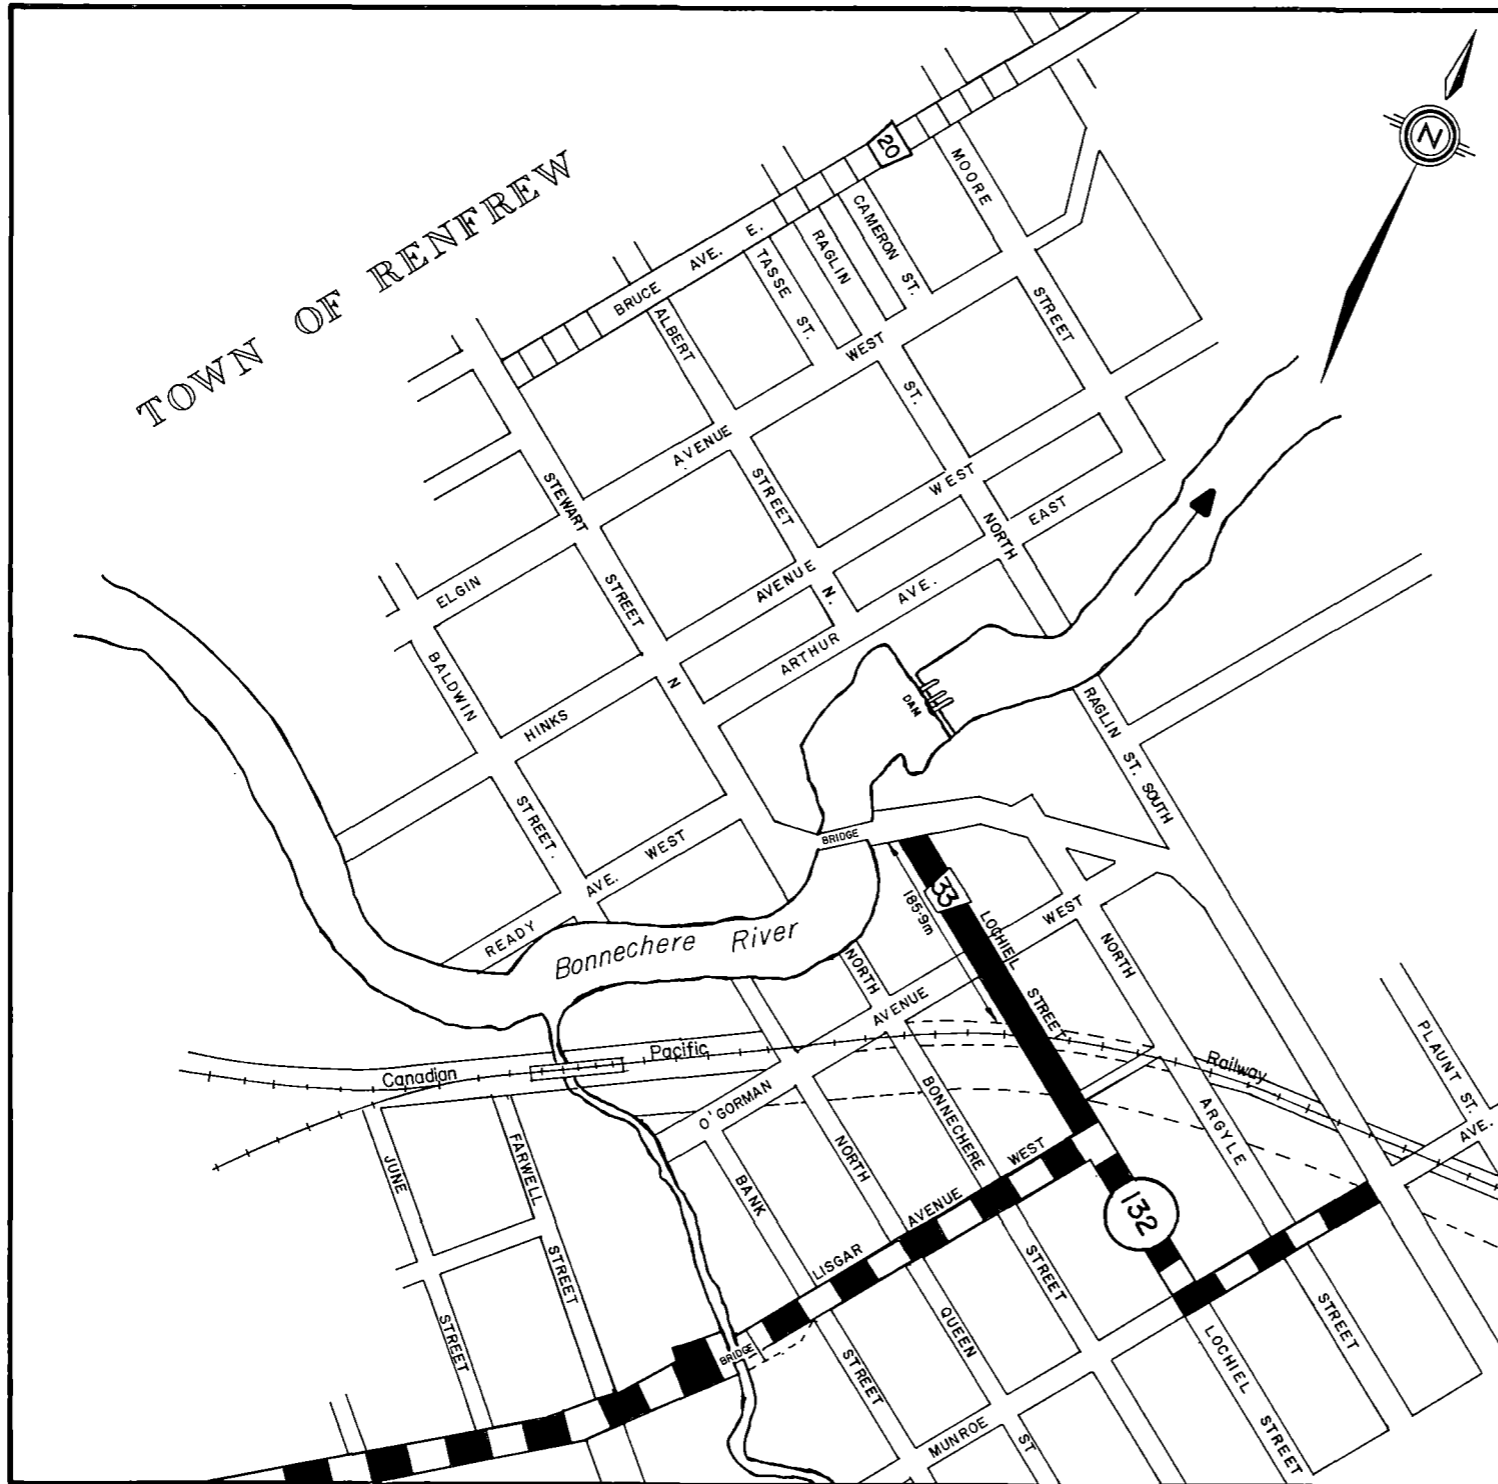 TOWN OF RENFREW
N
20
MOORE
STREET
CAMERON ST.
RAGLIN
ST.
TASSE ST.
BRUCE AVE. E.
ALBERT
STREET
N.
WEST
AVENUE
ELGIN
STEWART
STREET
N
WEST
AVENUE
HINKS
NORTH
EAST
AVE.
ARTHUR
BALDWIN
STREET.
DAM
RAGLIN ST. SOUTH
BRIDGE
WEST
AVE.
READY
Bonnechere River
33
185·9m
LOCHIEL
STREET
WEST
AVENUE
O'GORMAN
NORTH
NORTH
ARGYLE
STREET
Canadian Pacific Railway
PLAUNT ST.
AVE.
BONNECHERE
STREET
NORTH
QUEEN
ST
BANK
STREET
JUNE
STREET
FARWELL
STREET
WEST
AVENUE
LISGAR
132
BRIDGE
LOCHIEL
STREET
MUNROE